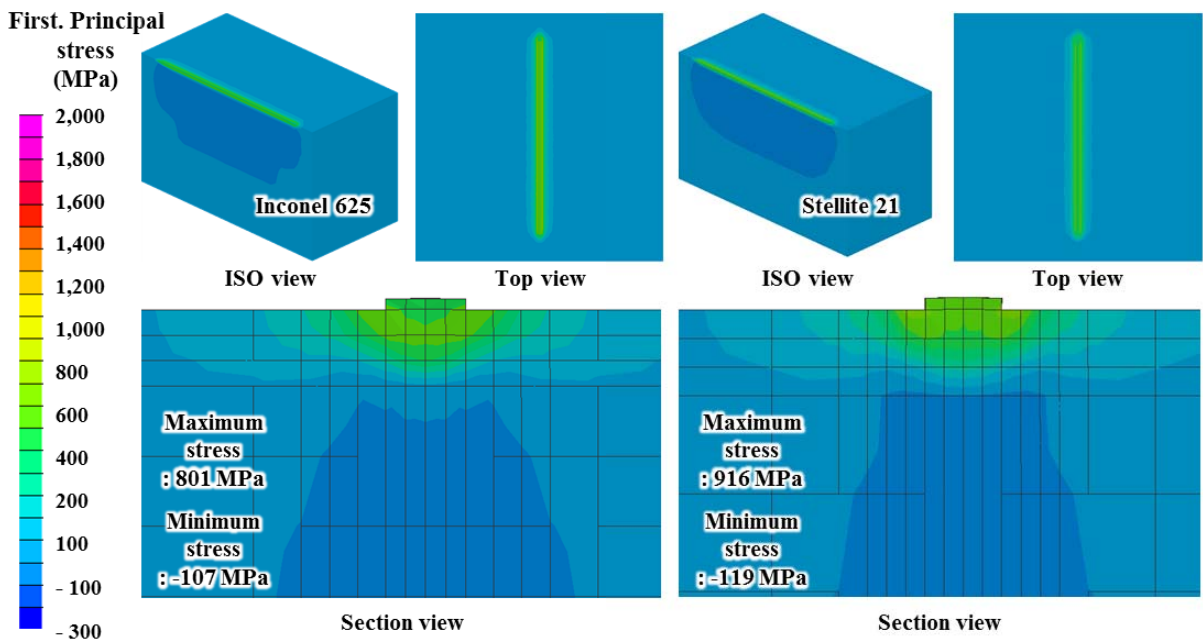 First. Principal
stress
(MPa)
2,000
1,800
1,600
1,400
1,200
1,000
800
600
400
200
100
- 100
- 300
Inconel 625
ISO view
Top view
Maximum
stress
: 801 MPa
Minimum
stress
: -107 MPa
Section view
Stellite 21
ISO view
Top view
Maximum
stress
: 916 MPa
Minimum
stress
: -119 MPa
Section view